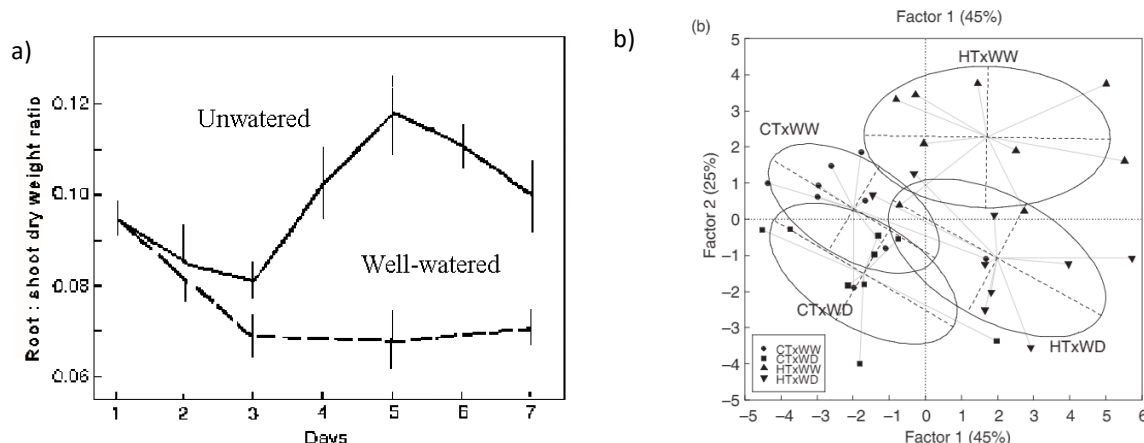 a)
Root : shoot dry weight ratio
0.12
0.10
0.08
0.06
Unwatered
Well-watered
1 2 3 4 5 6 7
Days
b)
Factor 1 (45%)
(b)
Factor 2 (25%)
5
4
3
2
1
0
–1
–2
–3
–4
–5
HTxWW
CTxWW
CTxWD
HTxWD
CTxWW
CTxWD
HTxWW
HTxWD
–5 –4 –3 –2 –1 0 1 2 3 4 5 6
Factor 1 (45%)